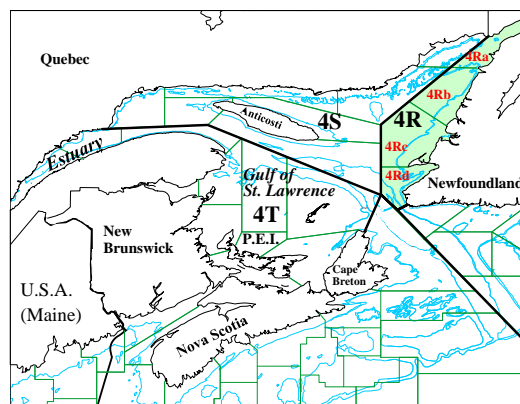 Quebec
4Ra
4Rb
Anticosti
4S
4R
4Rc
Estuary
Gulf of
St. Lawrence
4Rd
Newfoundland
4T
New
Brunswick
P.E.I.
Cape
Breton
U.S.A.
(Maine)
Nova Scotia